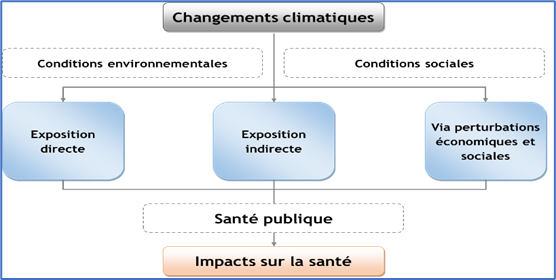 Changements climatiques
Conditions environnementales
Conditions sociales
Exposition
directe
Exposition
indirecte
Via perturbations
économiques et
sociales
Santé publique
Impacts sur la santé